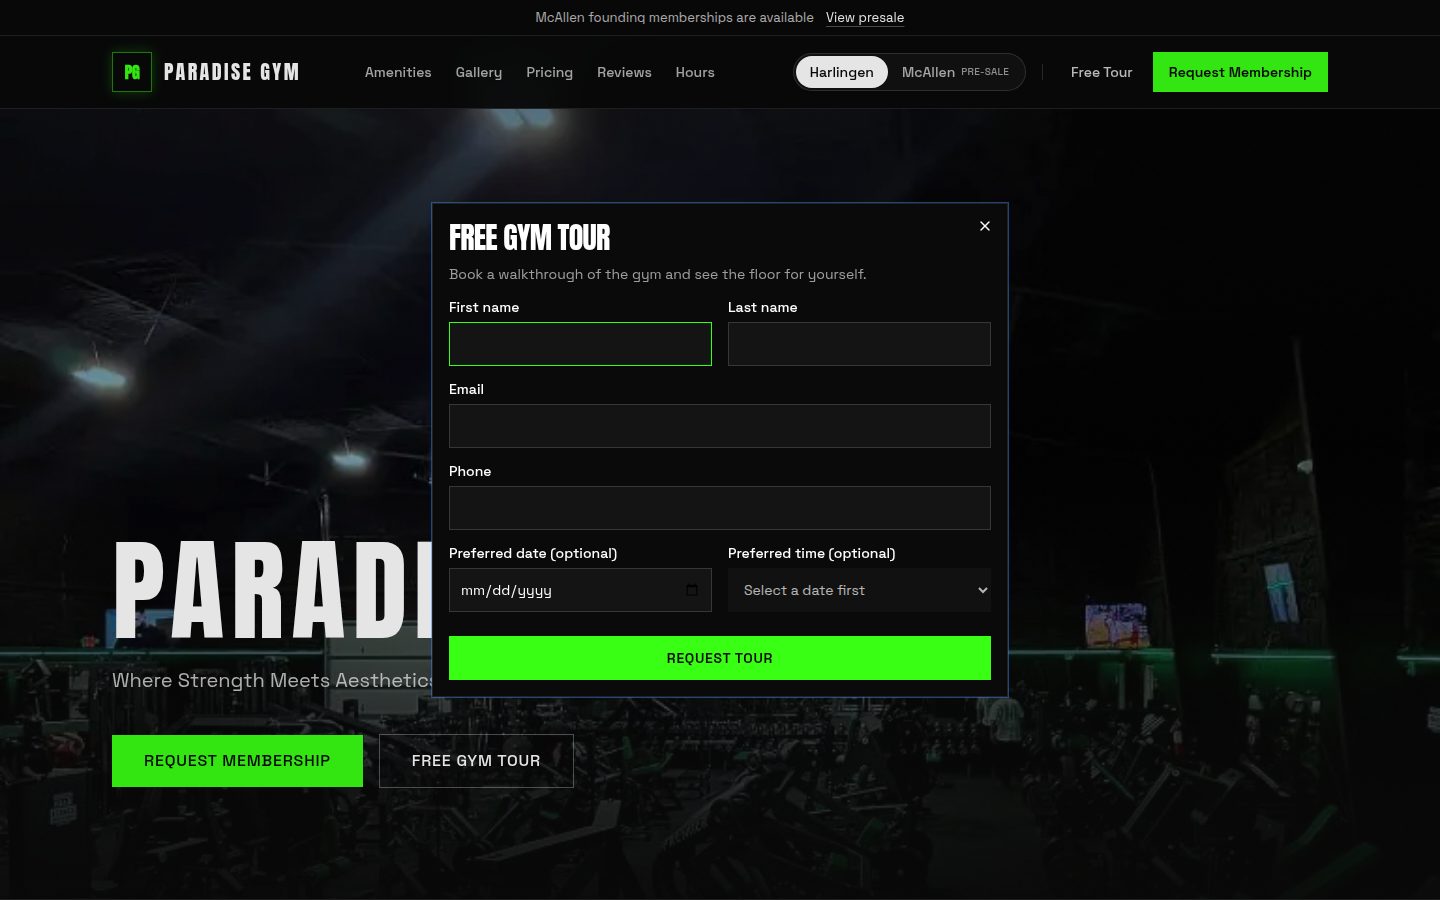 McAllen founding memberships are available View presale
PG PARADISE GYM Amenities Gallery Pricing Reviews Hours Harlingen McAllen PRE-SALE Free Tour Request Membership
FREE GYM TOUR ×
Book a walkthrough of the gym and see the floor for yourself.
First name Last name
Email
Phone
Preferred date (optional) Preferred time (optional)
mm/dd/yyyy Select a date first
REQUEST TOUR
PARADI
Where Strength Meets Aesthetics
REQUEST MEMBERSHIP FREE GYM TOUR